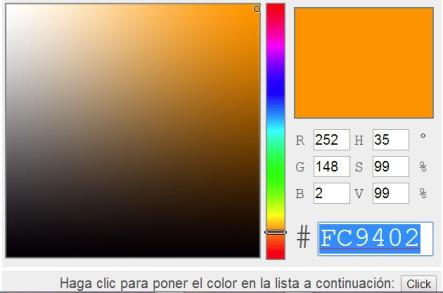 R 252 H 35 °
G 148 S 99 %
B 2 V 99 %
# FC9402
Haga clic para poner el color en la lista a continuación: Click